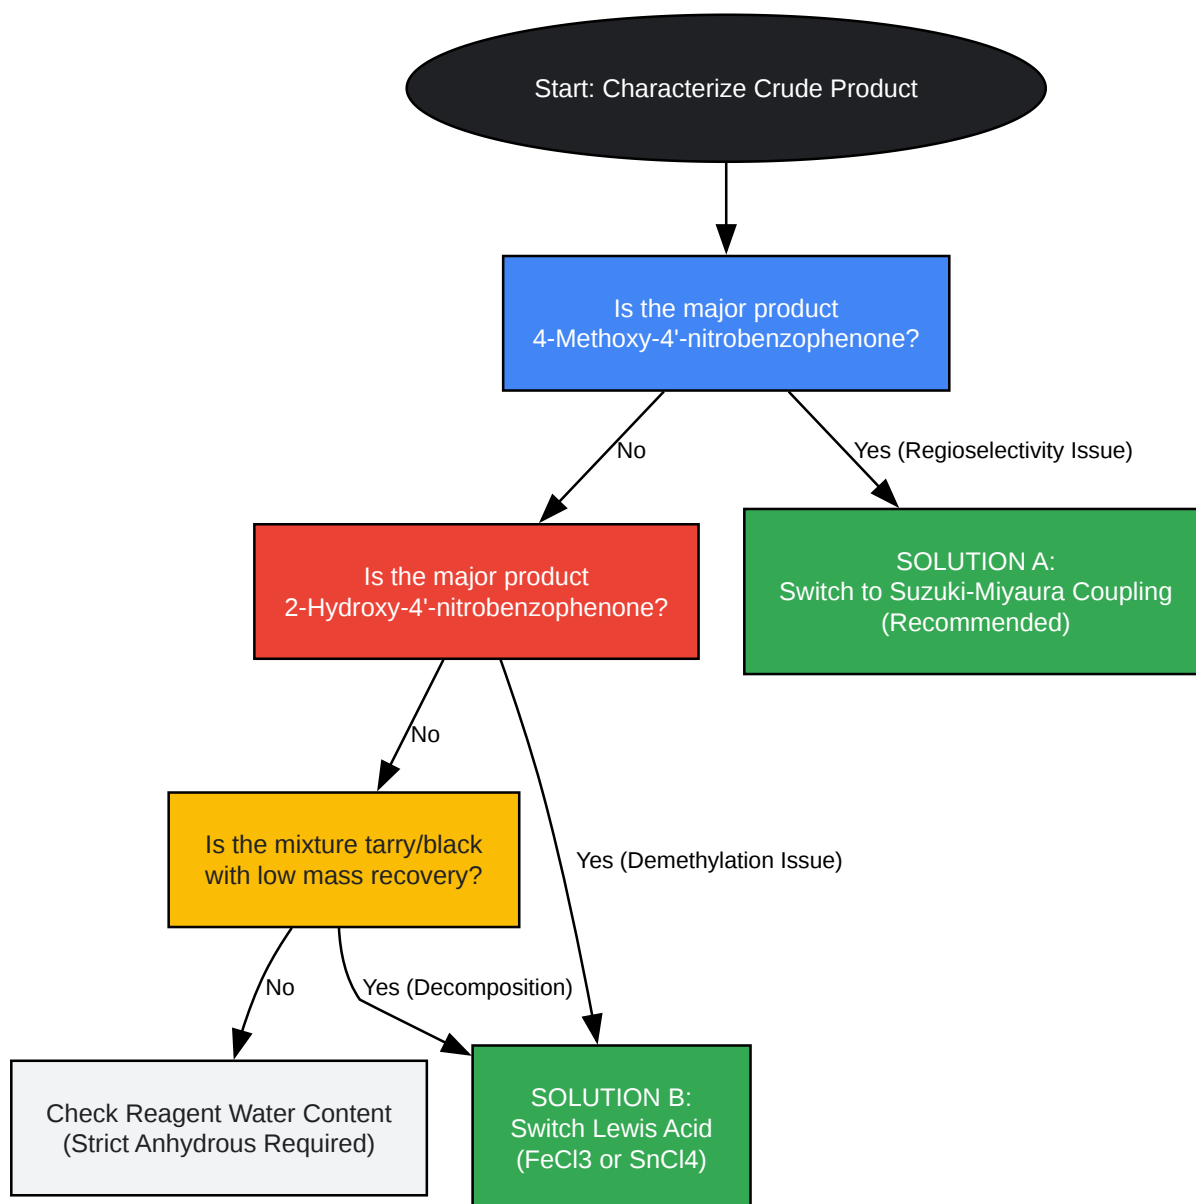 Start: Characterize Crude Product
Is the major product
4-Methoxy-4'-nitrobenzophenone?
No
Yes (Regioselectivity Issue)
Is the major product
2-Hydroxy-4'-nitrobenzophenone?
SOLUTION A:
Switch to Suzuki-Miyaura Coupling
(Recommended)
No
Yes (Demethylation Issue)
Is the mixture tarry/black
with low mass recovery?
No
Yes (Decomposition)
Check Reagent Water Content
(Strict Anhydrous Required)
SOLUTION B:
Switch Lewis Acid
(FeCl3 or SnCl4)